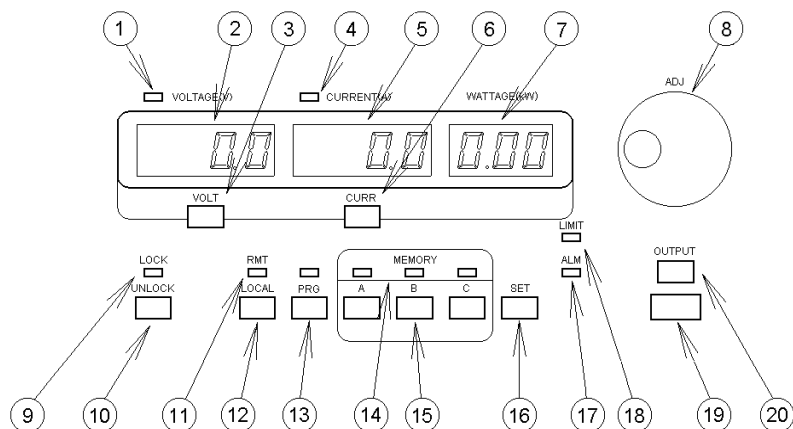 1 2 3 4 5 6 7 8
VOLTAGE(V) CURRENT(A) WATTAGE(kW) ADJ
0.0 0.0 0.00
VOLT CURR
LIMIT
LOCK RMT MEMORY ALM OUTPUT
UNLOCK LOCAL PRG A B C SET
9 10 11 12 13 14 15 16 17 18 19 20